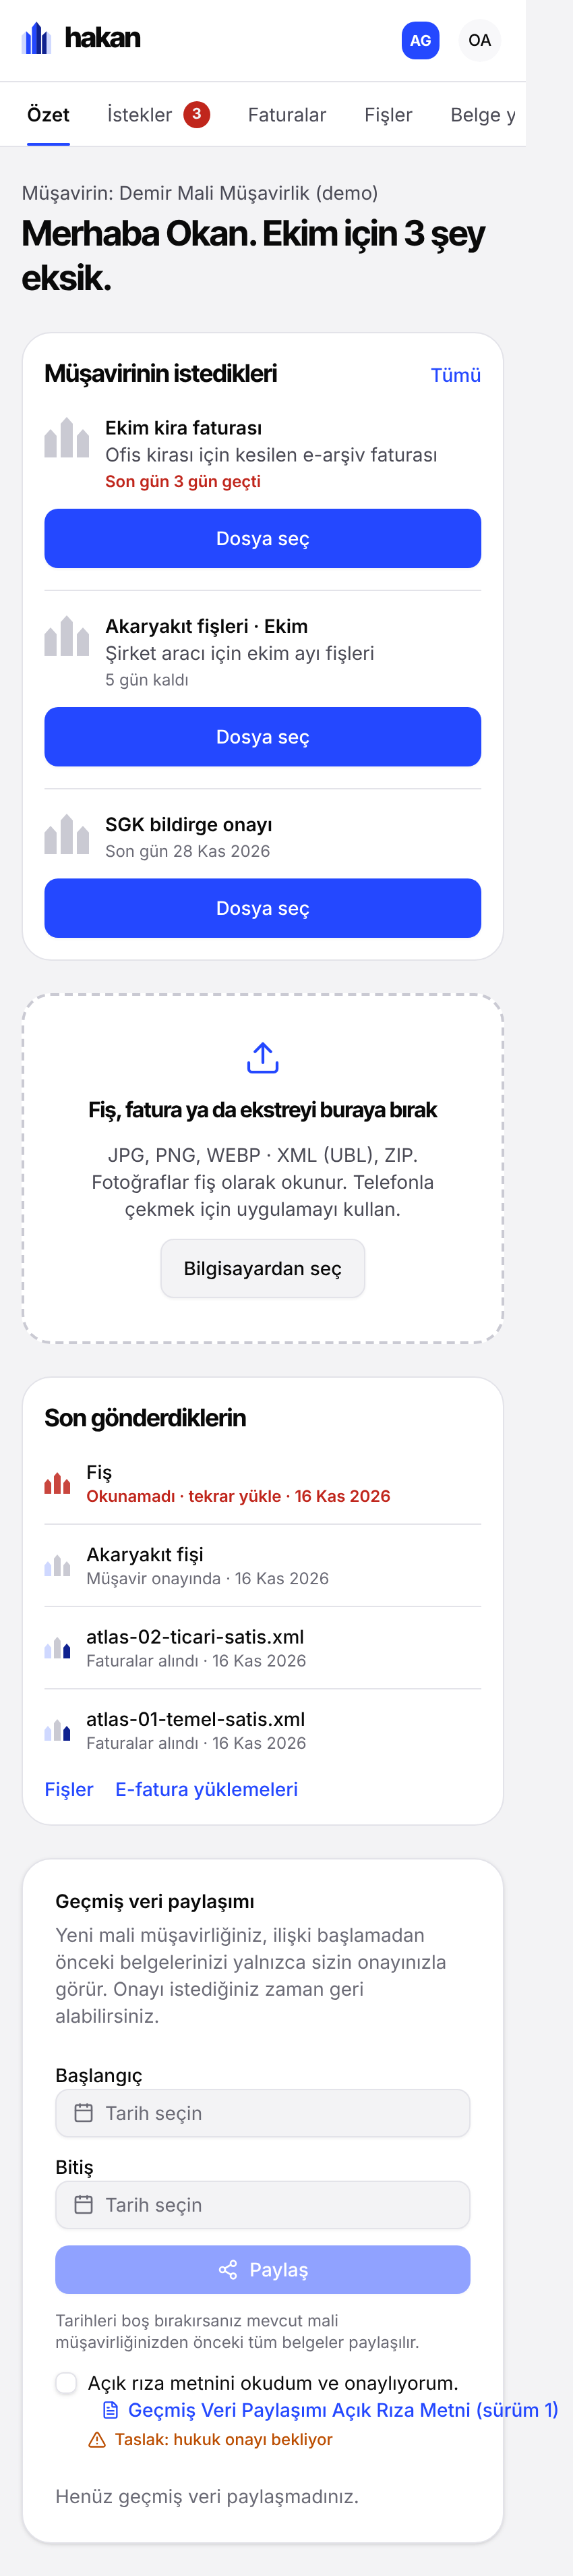 hakan
AG
OA
Özet
İstekler 3
Faturalar
Fişler
Belge y
Müşavirin: Demir Mali Müşavirlik (demo)
Merhaba Okan. Ekim için 3 şey
eksik.
Müşavirinin istedikleri
Tümü
Ekim kira faturası
Ofis kirası için kesilen e-arşiv faturası
Son gün 3 gün geçti
Dosya seç
Akaryakıt fişleri · Ekim
Şirket aracı için ekim ayı fişleri
5 gün kaldı
Dosya seç
SGK bildirge onayı
Son gün 28 Kas 2026
Dosya seç
Fiş, fatura ya da ekstreyi buraya bırak
JPG, PNG, WEBP · XML (UBL), ZIP.
Fotoğraflar fiş olarak okunur. Telefonla
çekmek için uygulamayı kullan.
Bilgisayardan seç
Son gönderdiklerin
Fiş
Okunamadı · tekrar yükle · 16 Kas 2026
Akaryakıt fişi
Müşavir onayında · 16 Kas 2026
atlas-02-ticari-satis.xml
Faturalar alındı · 16 Kas 2026
atlas-01-temel-satis.xml
Faturalar alındı · 16 Kas 2026
Fişler
E-fatura yüklemeleri
Geçmiş veri paylaşımı
Yeni mali müşavirliğiniz, ilişki başlamadan
önceki belgelerinizi yalnızca sizin onayınızla
görür. Onayı istediğiniz zaman geri
alabilirsiniz.
Başlangıç
Tarih seçin
Bitiş
Tarih seçin
Paylaş
Tarihleri boş bırakırsanız mevcut mali
müşavirliğinizden önceki tüm belgeler paylaşılır.
Açık rıza metnini okudum ve onaylıyorum.
Geçmiş Veri Paylaşımı Açık Rıza Metni (sürüm 1)
Taslak: hukuk onayı bekliyor
Henüz geçmiş veri paylaşmadınız.